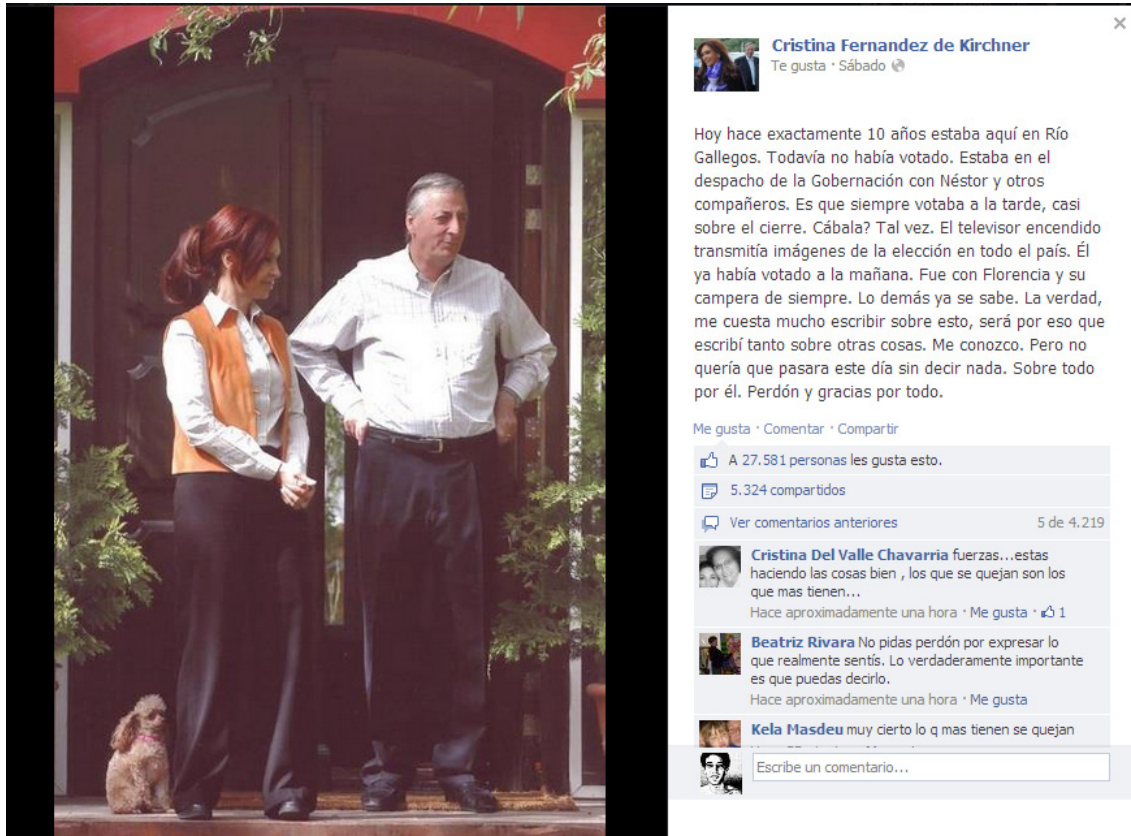 Cristina Fernandez de Kirchner
Te gusta · Sábado
Hoy hace exactamente 10 años estaba aquí en Río
Gallegos. Todavía no había votado. Estaba en el
despacho de la Gobernación con Néstor y otros
compañeros. Es que siempre votaba a la tarde, casi
sobre el cierre. Cábala? Tal vez. El televisor encendido
transmitía imágenes de la elección en todo el país. Él
ya había votado a la mañana. Fue con Florencia y su
campera de siempre. Lo demás ya se sabe. La verdad,
me cuesta mucho escribir sobre esto, será por eso que
escribí tanto sobre otras cosas. Me conozco. Pero no
quería que pasara este día sin decir nada. Sobre todo
por él. Perdón y gracias por todo.
Me gusta · Comentar · Compartir
A 27.581 personas les gusta esto.
5.324 compartidos
Ver comentarios anteriores 5 de 4.219
Cristina Del Valle Chavarria fuerzas...estas
haciendo las cosas bien , los que se quejan son los
que mas tienen...
Hace aproximadamente una hora · Me gusta · 1
Beatriz Rivara No pidas perdón por expresar lo
que realmente sentís. Lo verdaderamente importante
es que puedas decirlo.
Hace aproximadamente una hora · Me gusta
Kela Masdeu muy cierto lo q mas tienen se quejan
Escribe un comentario...